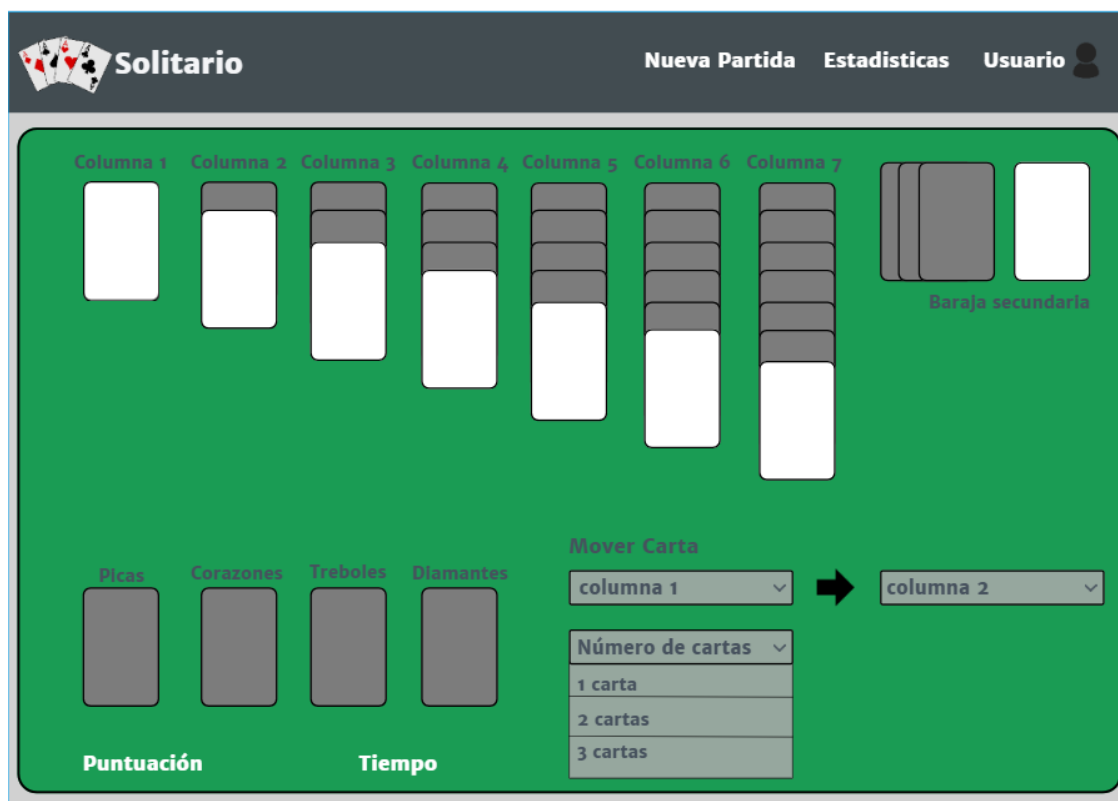 Solitario
Nueva Partida Estadisticas Usuario
Columna 1 Columna 2 Columna 3 Columna 4 Columna 5 Columna 6 Columna 7
Baraja secundaria
Mover Carta
Picas Corazones Treboles Diamantes
columna 1 columna 2
Número de cartas
1 carta
2 cartas
3 cartas
Puntuación Tiempo